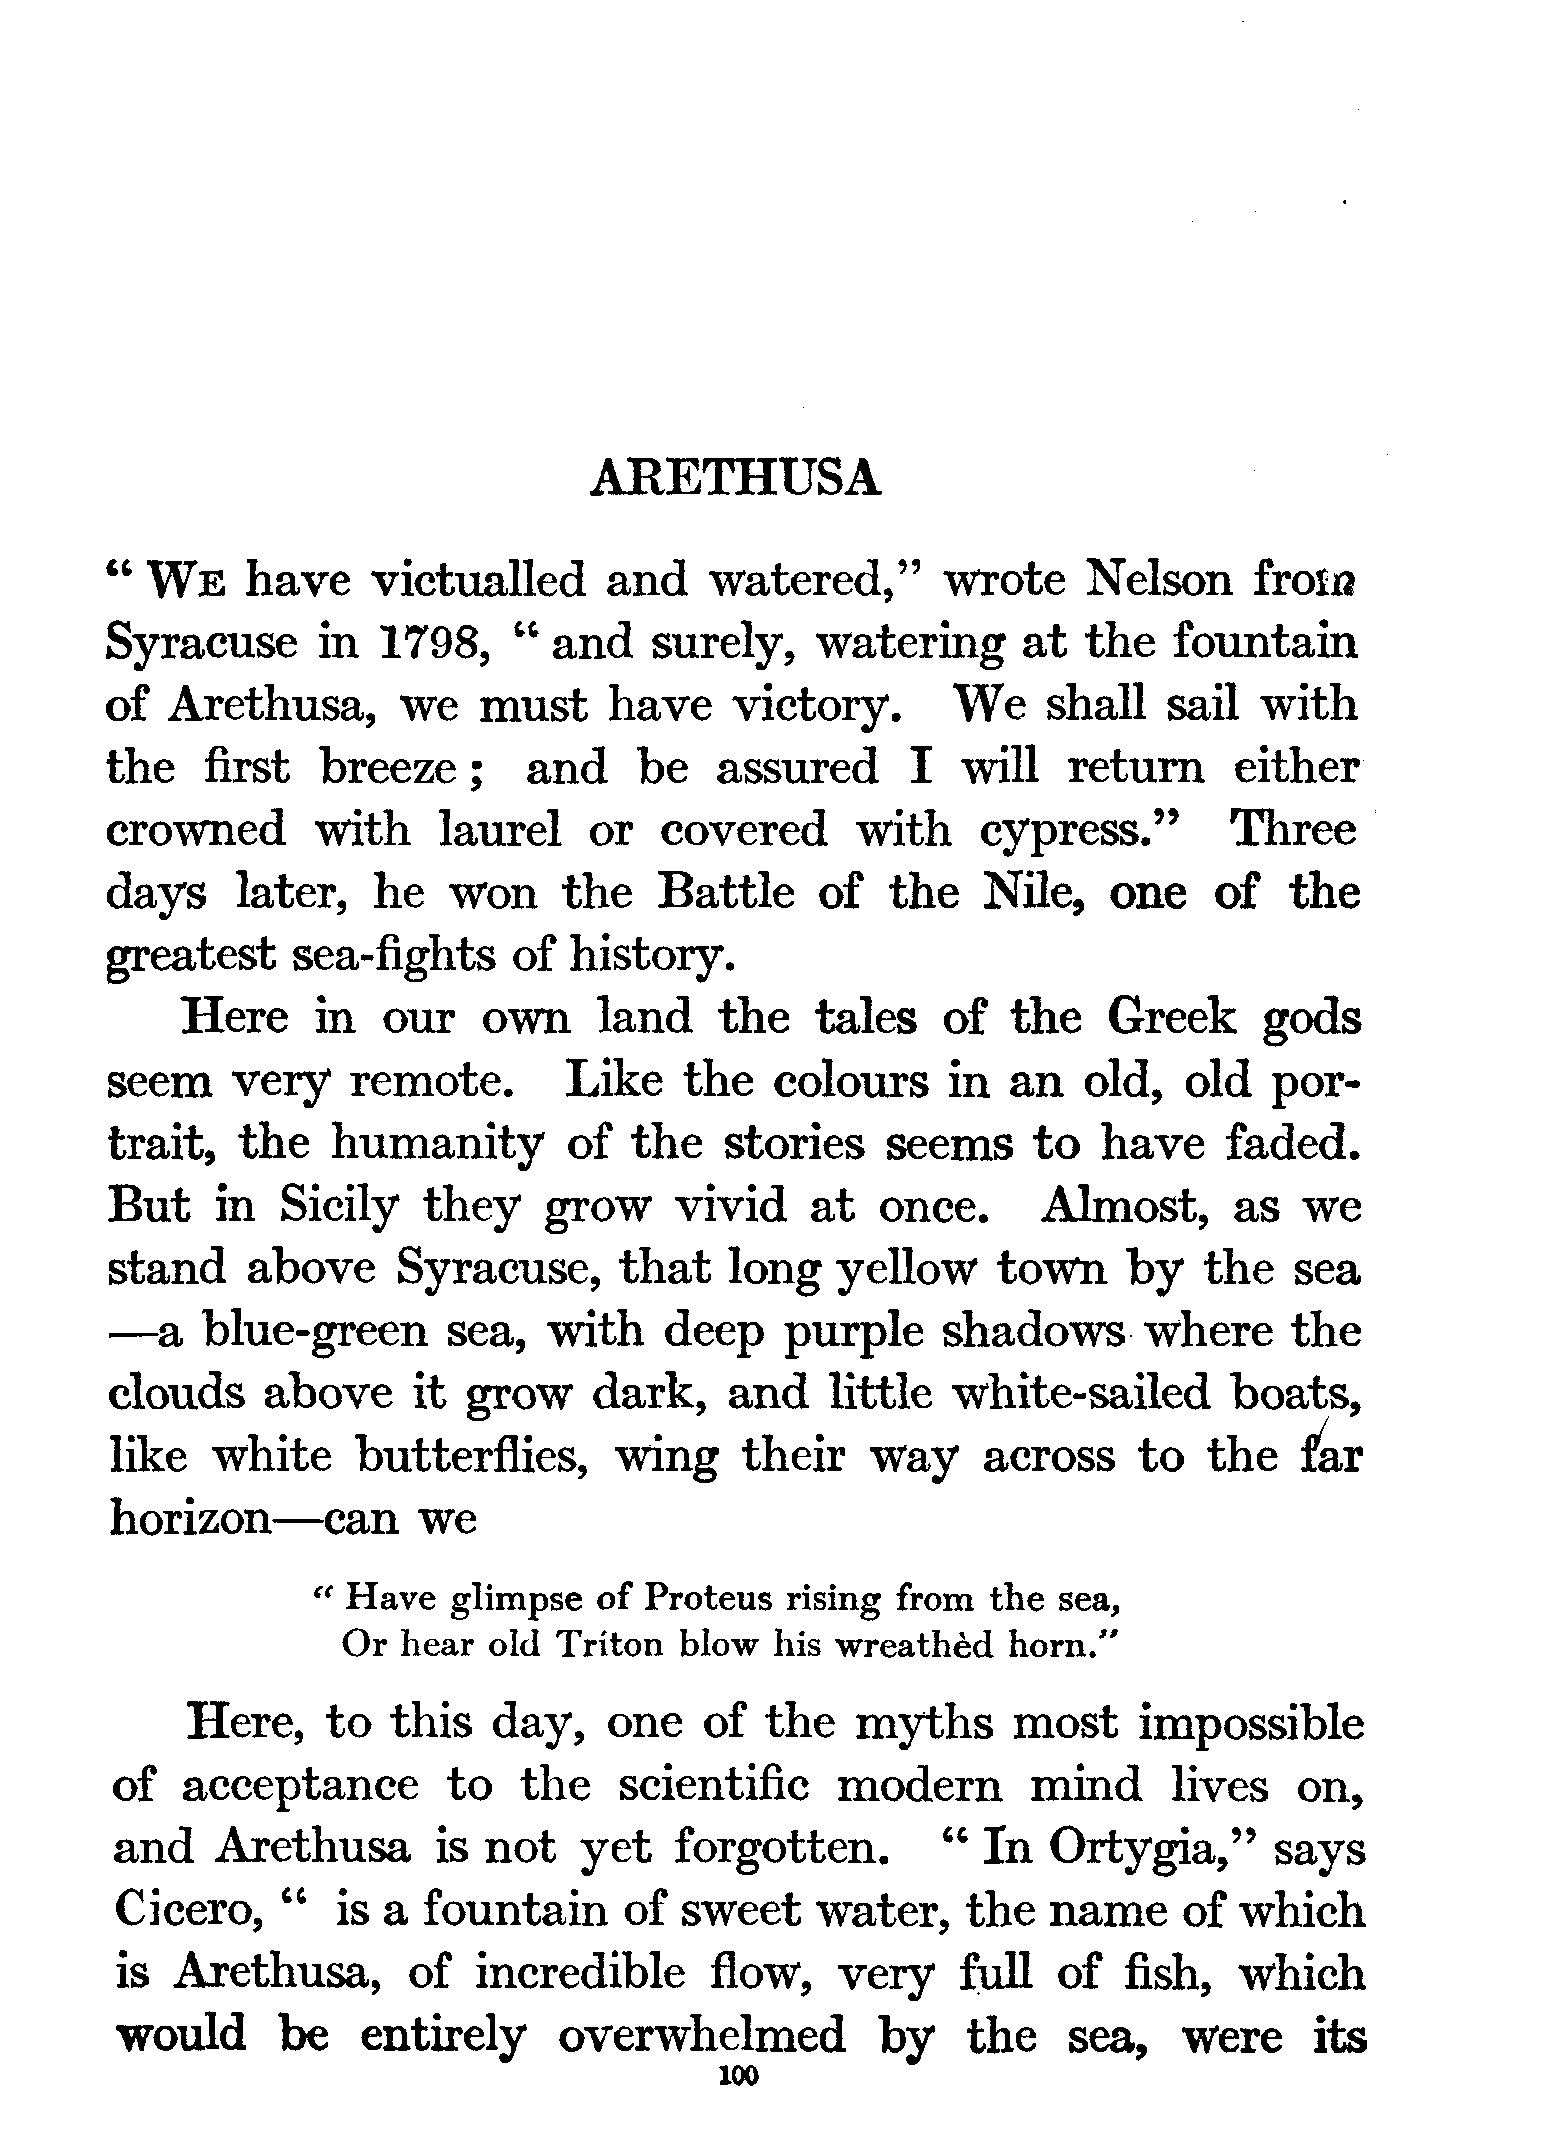 ARETHUSA
“ WE have victualled and watered,” wrote Nelson from
Syracuse in 1798, “ and surely, watering at the fountain
of Arethusa, we must have victory. We shall sail with
the first breeze ; and be assured I will return either
crowned with laurel or covered with cypress.” Three
days later, he won the Battle of the Nile, one of the
greatest sea-fights of history.
Here in our own land the tales of the Greek gods
seem very remote. Like the colours in an old, old por-
trait, the humanity of the stories seems to have faded.
But in Sicily they grow vivid at once. Almost, as we
stand above Syracuse, that long yellow town by the sea
—a blue-green sea, with deep purple shadows where the
clouds above it grow dark, and little white-sailed boats,
like white butterflies, wing their way across to the far
horizon—can we
“ Have glimpse of Proteus rising from the sea,
Or hear old Triton blow his wreathèd horn.”
Here, to this day, one of the myths most impossible
of acceptance to the scientific modern mind lives on,
and Arethusa is not yet forgotten. “ In Ortygia,” says
Cicero, “ is a fountain of sweet water, the name of which
is Arethusa, of incredible flow, very full of fish, which
would be entirely overwhelmed by the sea, were its
100